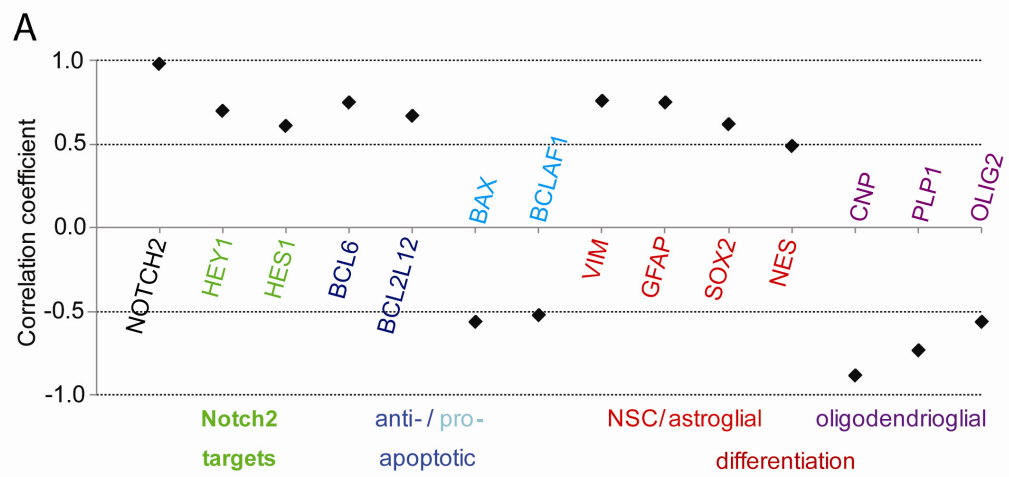 A
Correlation coefficient
1.0
0.5
0.0
-0.5
-1.0
NOTCH2
HEY1
HES1
BCL6
BCL2L12
BAX
BCLAF1
VIM
GFAP
SOX2
NES
CNP
PLP1
OLIG2
Notch2 anti- / pro- NSC/astroglial oligodendrioglial
targets apoptotic differentiation